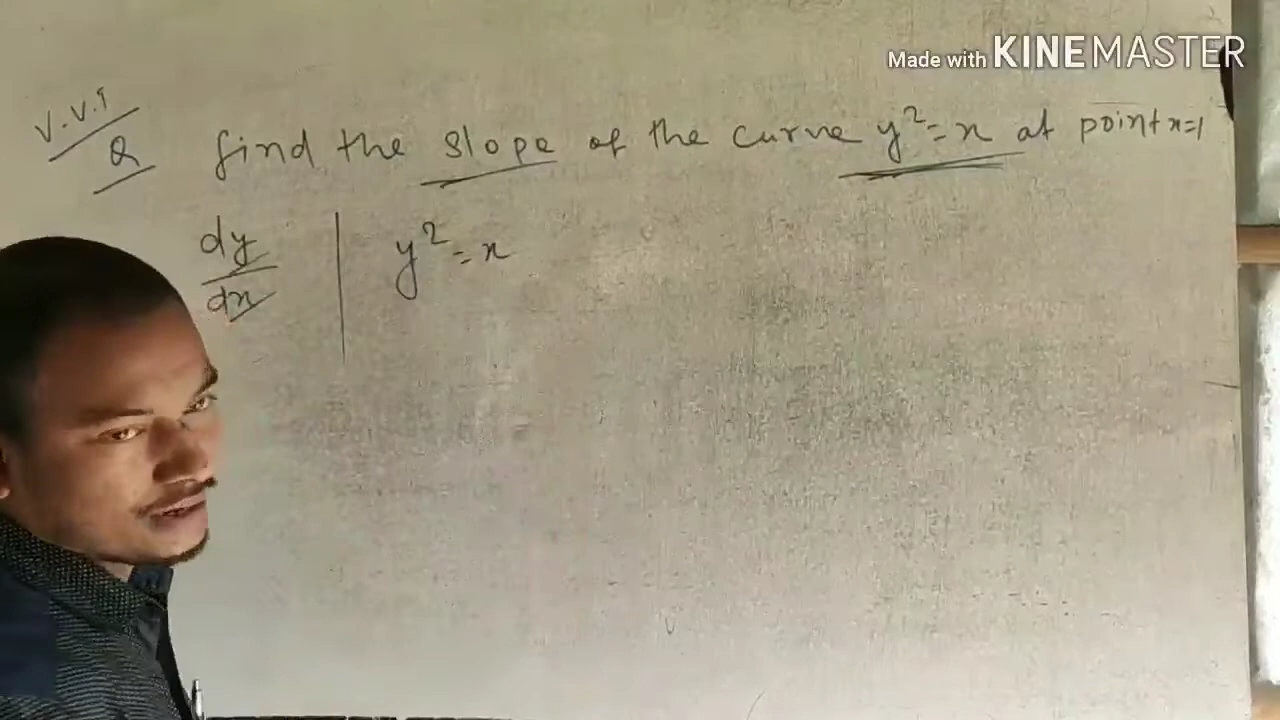 Made with KINEMASTER
V.V.I
Q find the slope of the curve y²=x at point x=1
dy/dx | y²=x